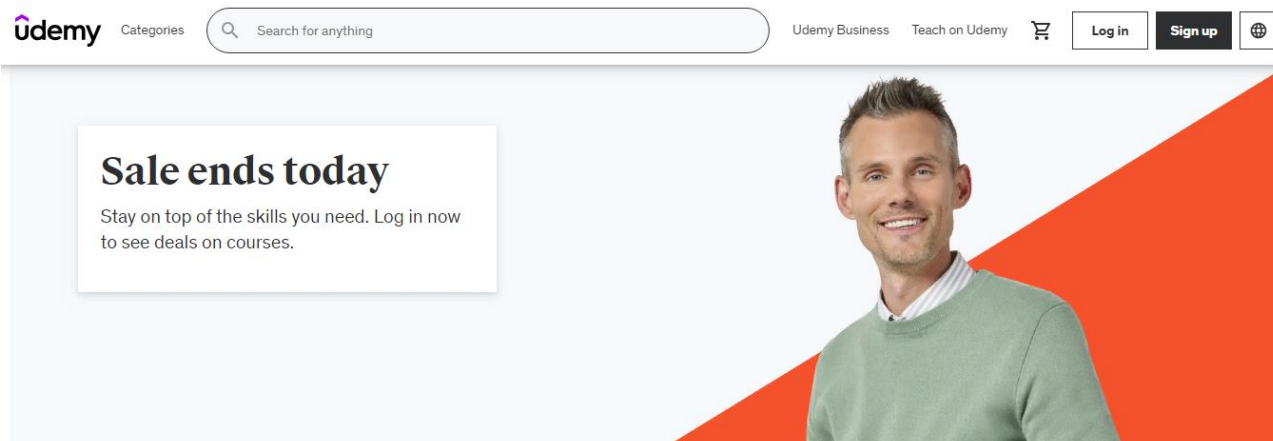 ûdemy
Categories
Search for anything
Udemy Business
Teach on Udemy
Log in
Sign up
Sale ends today
Stay on top of the skills you need. Log in now
to see deals on courses.